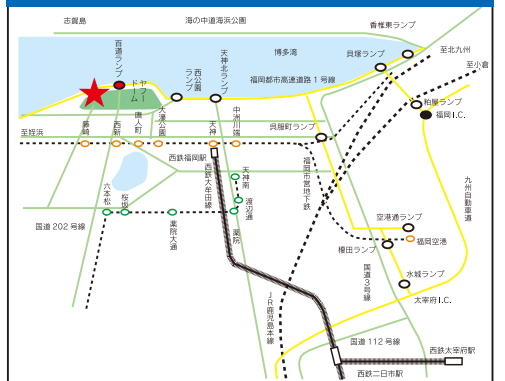 志賀島
海の中道海浜公園
香椎東ランプ
百道ランプ
ヤフードーム
西公園ランプ
天神北ランプ
博多湾
貝塚ランプ
至北九州
至小倉
福岡都市高速道路1号線
粕屋ランプ
福岡I.C.
大濠公園
唐人町
中洲川端
天神
西新
藤崎
至姪浜
呉服町ランプ
西鉄福岡駅
西鉄大牟田線
天神南
渡辺通
薬院
福岡市営地下鉄
九州自動車道
六本松
桜坂
薬院大通
国道202号線
空港通ランプ
福岡空港
榎田ランプ
国道3号線
水城ランプ
太宰府I.C.
JR鹿児島本線
国道112号線
西鉄太宰府駅
西鉄二日市駅